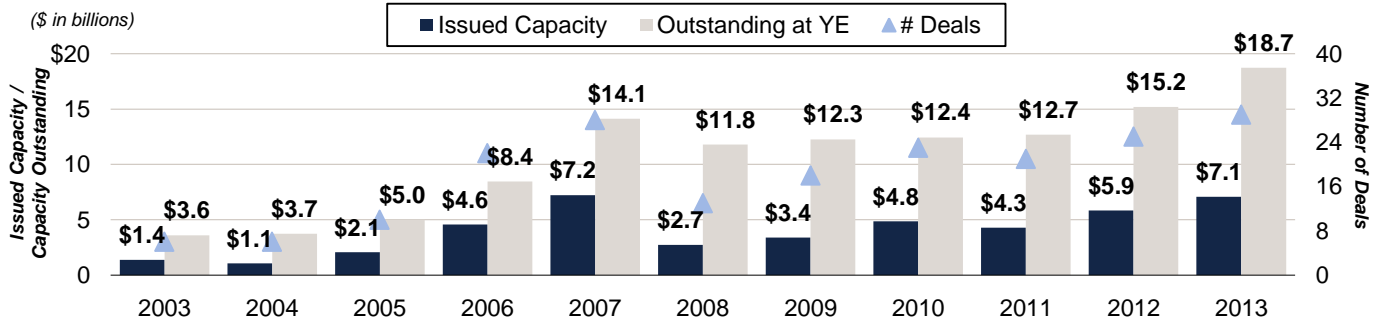 ($ in billions)
Issued Capacity Outstanding at YE # Deals
Issued Capacity /
Capacity Outstanding
$20
15
10
5
0
$1.4 $3.6 $1.1 $3.7 $2.1 $5.0 $4.6 $8.4 $7.2 $14.1 $2.7 $11.8 $3.4 $12.3 $4.8 $12.4 $4.3 $12.7 $5.9 $15.2 $7.1 $18.7
40
32
24
16
8
0
Number of Deals
2003 2004 2005 2006 2007 2008 2009 2010 2011 2012 2013